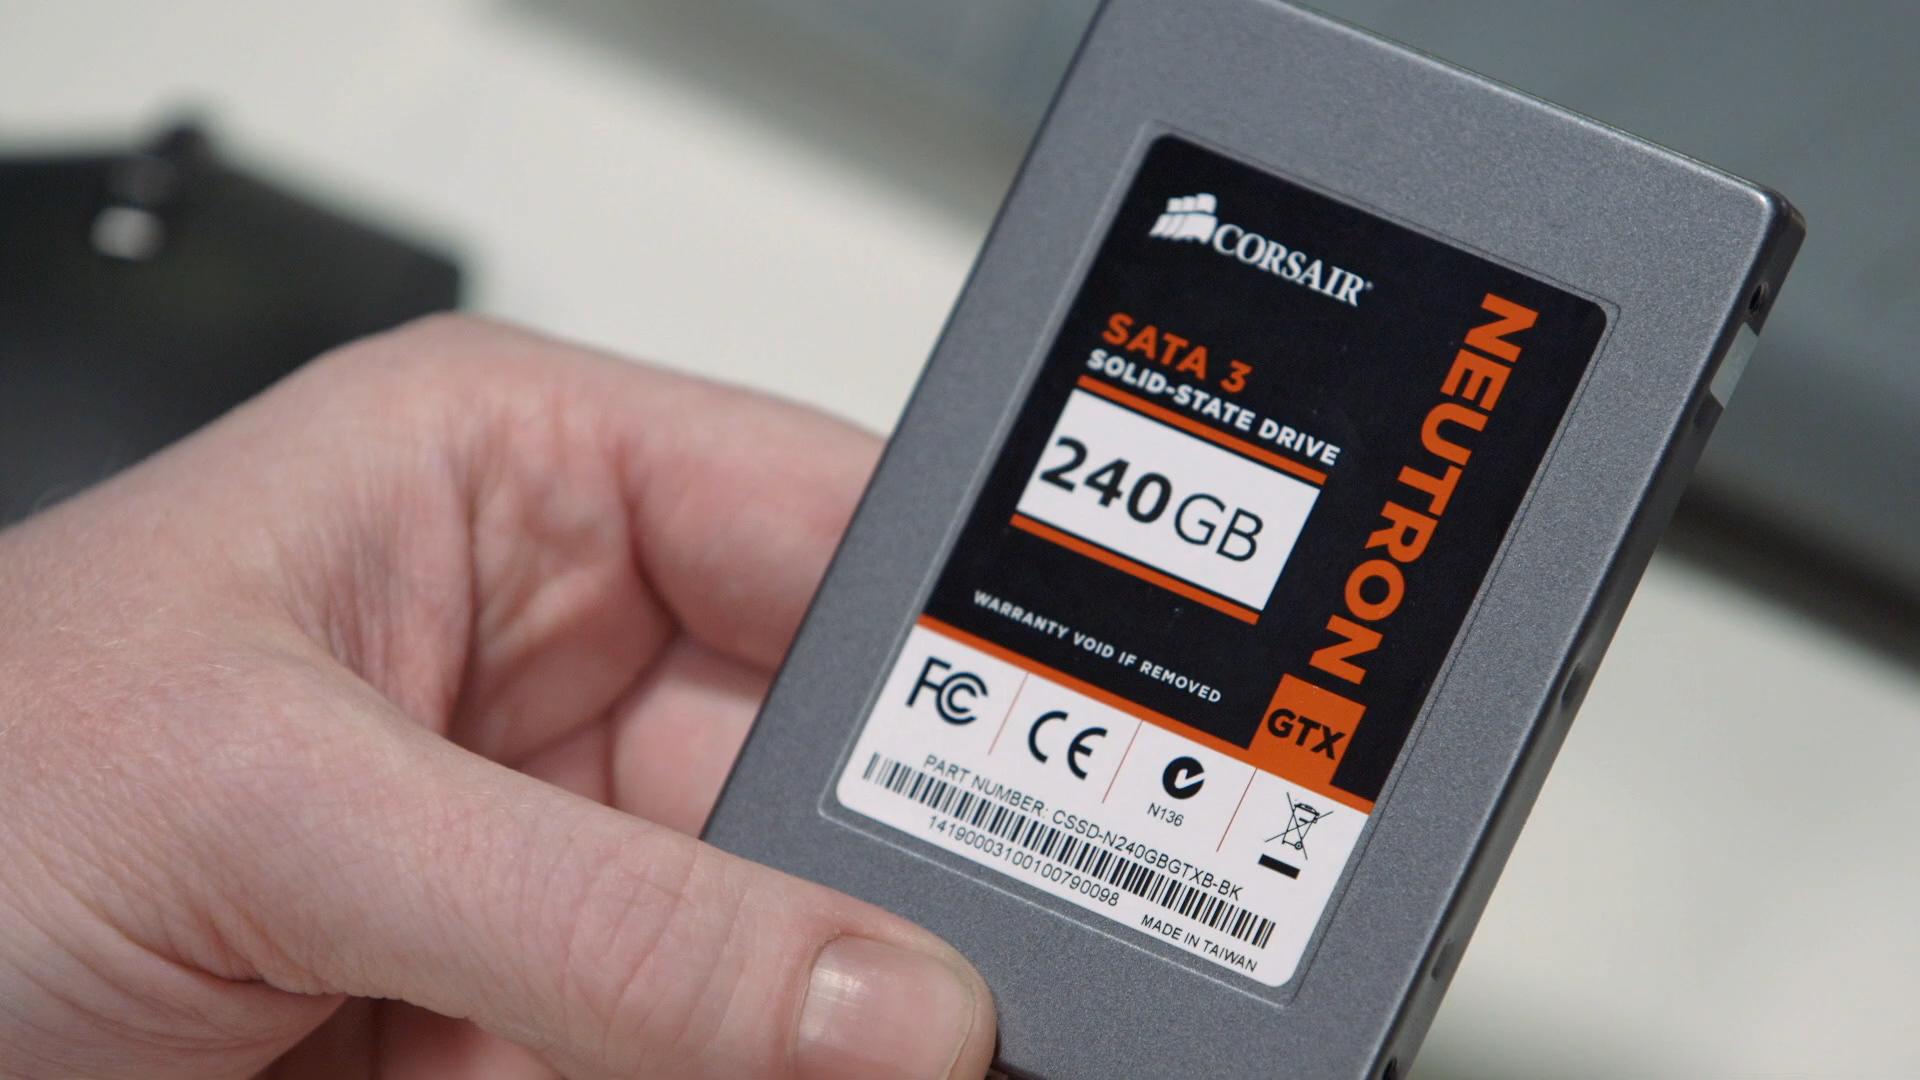 CORSAIR
SATA 3
SOLID-STATE DRIVE
240GB
NEUTRON
GTX
WARRANTY VOID IF REMOVED
FC CE
N136
PART NUMBER: CSSD-N240GBGTXB-BK
14190003100100790098
MADE IN TAIWAN